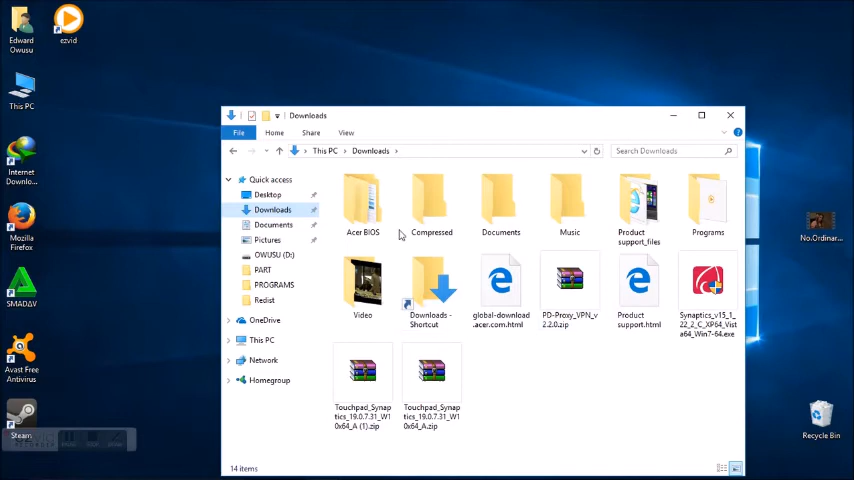 Edward
Owusu
ezvid
This PC
Internet
Downlo...
Mozilla
Firefox
SMADΔV
Avast Free
Antivirus
Steam
Downloads
File
Home
Share
View
This PC
Downloads
Search Downloads
Quick access
Desktop
Downloads
Documents
Pictures
OWUSU (D:)
PART
PROGRAMS
Redist
OneDrive
This PC
Network
Homegroup
Acer BIOS
Compressed
Documents
Music
Product
support_files
Programs
Video
Downloads -
Shortcut
global-download
.acer.com.html
PD-Proxy_VPN_v
2.2.0.zip
Product
support.html
Synaptics_v15_1_
22_2_C_XP64_Vist
a64_Win7-64.exe
Touchpad_Synap
tics_19.0.7.31_W1
0x64_A (1).zip
Touchpad_Synap
tics_19.0.7.31_W1
0x64_A.zip
14 items
No.Ordinar...
Recycle Bin